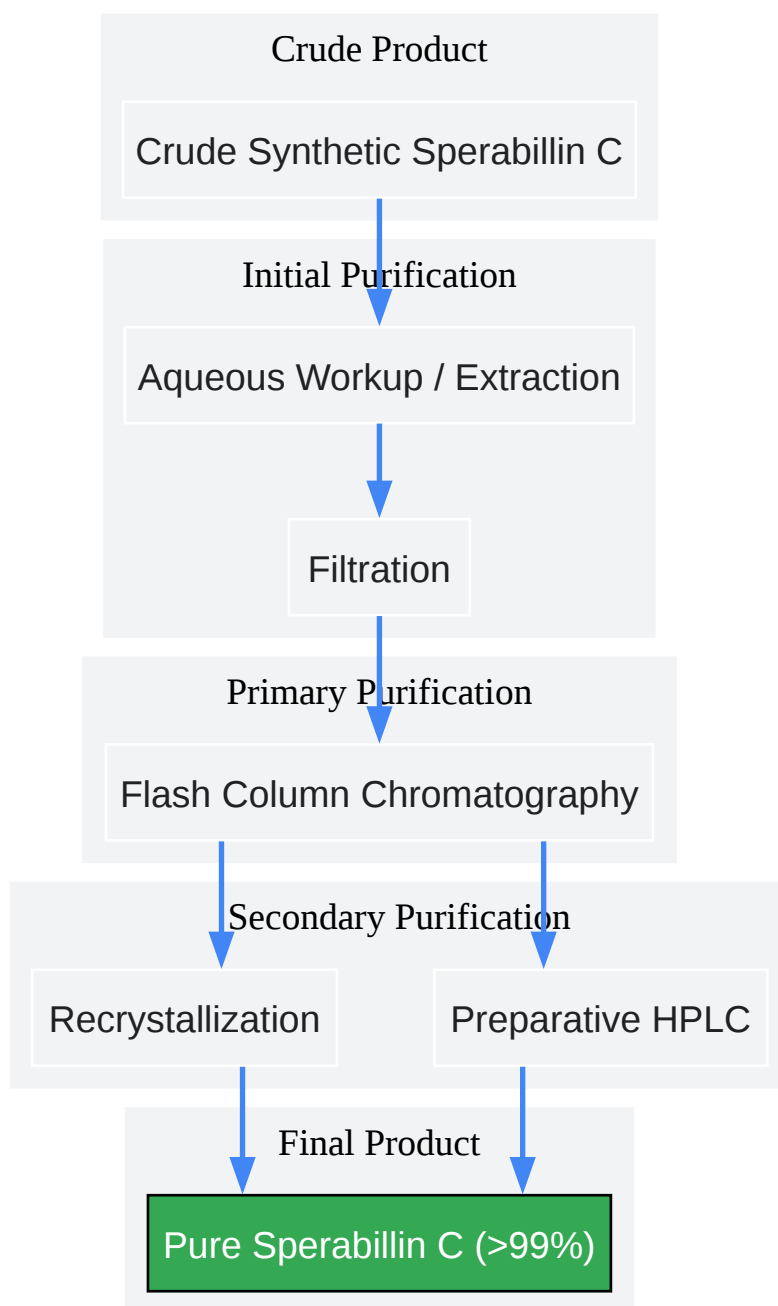 Crude Product
Crude Synthetic Sperabillin C
Initial Purification
Aqueous Workup / Extraction
Filtration
Primary Purification
Flash Column Chromatography
Secondary Purification
Recrystallization
Preparative HPLC
Final Product
Pure Sperabillin C (>99%)